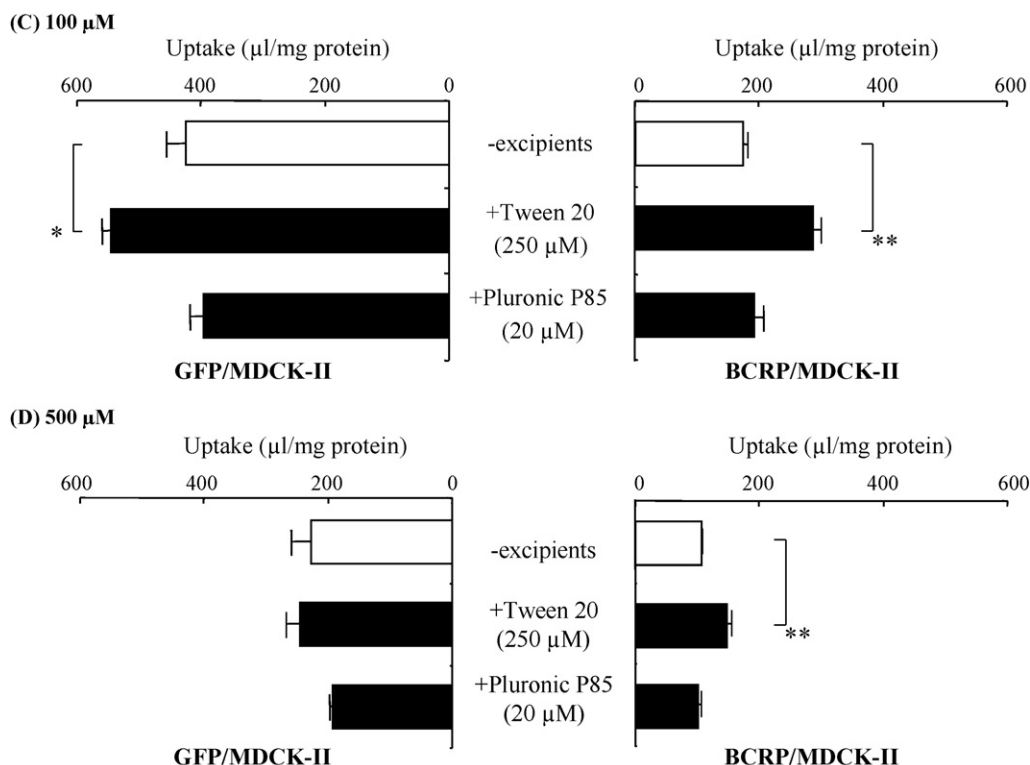 (C) 100 µM
Uptake (µl/mg protein) Uptake (µl/mg protein)
600 400 200 0 0 200 400 600
-excipients
+Tween 20
(250 µM)
* **
+Pluronic P85
(20 µM)
GFP/MDCK-II BCRP/MDCK-II
(D) 500 µM
Uptake (µl/mg protein) Uptake (µl/mg protein)
600 400 200 0 0 200 400 600
-excipients
+Tween 20
(250 µM)
**
+Pluronic P85
(20 µM)
GFP/MDCK-II BCRP/MDCK-II